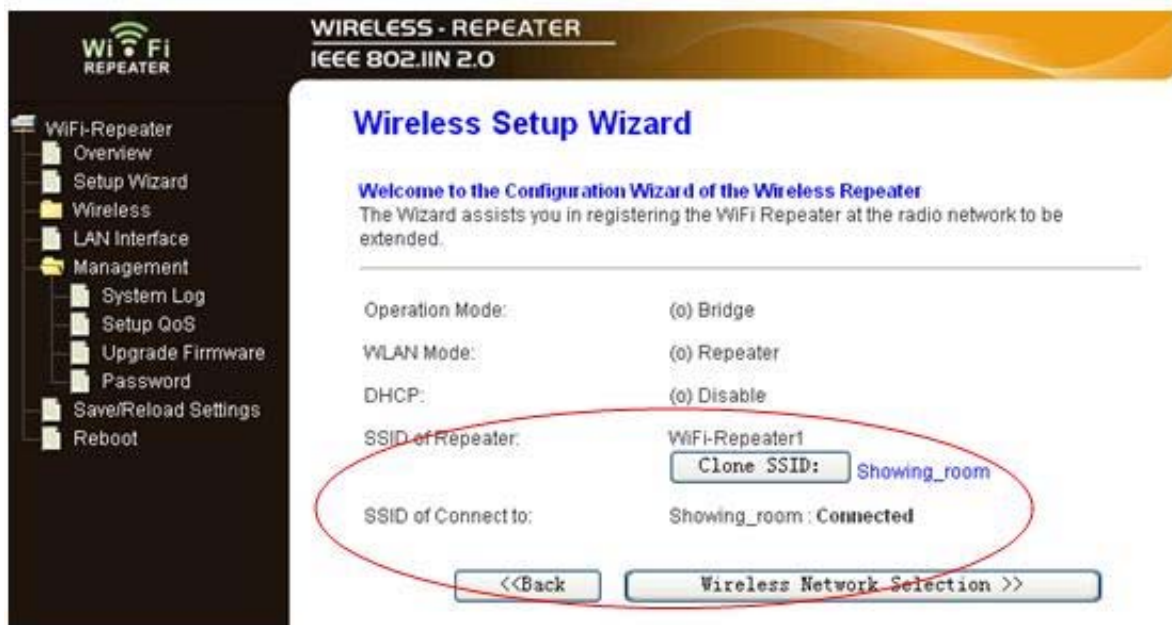 Wi Fi
REPEATER
WIRELESS - REPEATER
IEEE 802.11N 2.0
WiFi-Repeater
Overview
Setup Wizard
Wireless
LAN Interface
Management
System Log
Setup QoS
Upgrade Firmware
Password
Save/Reload Settings
Reboot
Wireless Setup Wizard
Welcome to the Configuration Wizard of the Wireless Repeater
The Wizard assists you in registering the WiFi Repeater at the radio network to be
extended.
Operation Mode: (o) Bridge
WLAN Mode: (o) Repeater
DHCP: (o) Disable
SSID of Repeater: WiFi-Repeater1
Clone SSID: Showing_room
SSID of Connect to: Showing_room : Connected
<<Back Wireless Network Selection >>